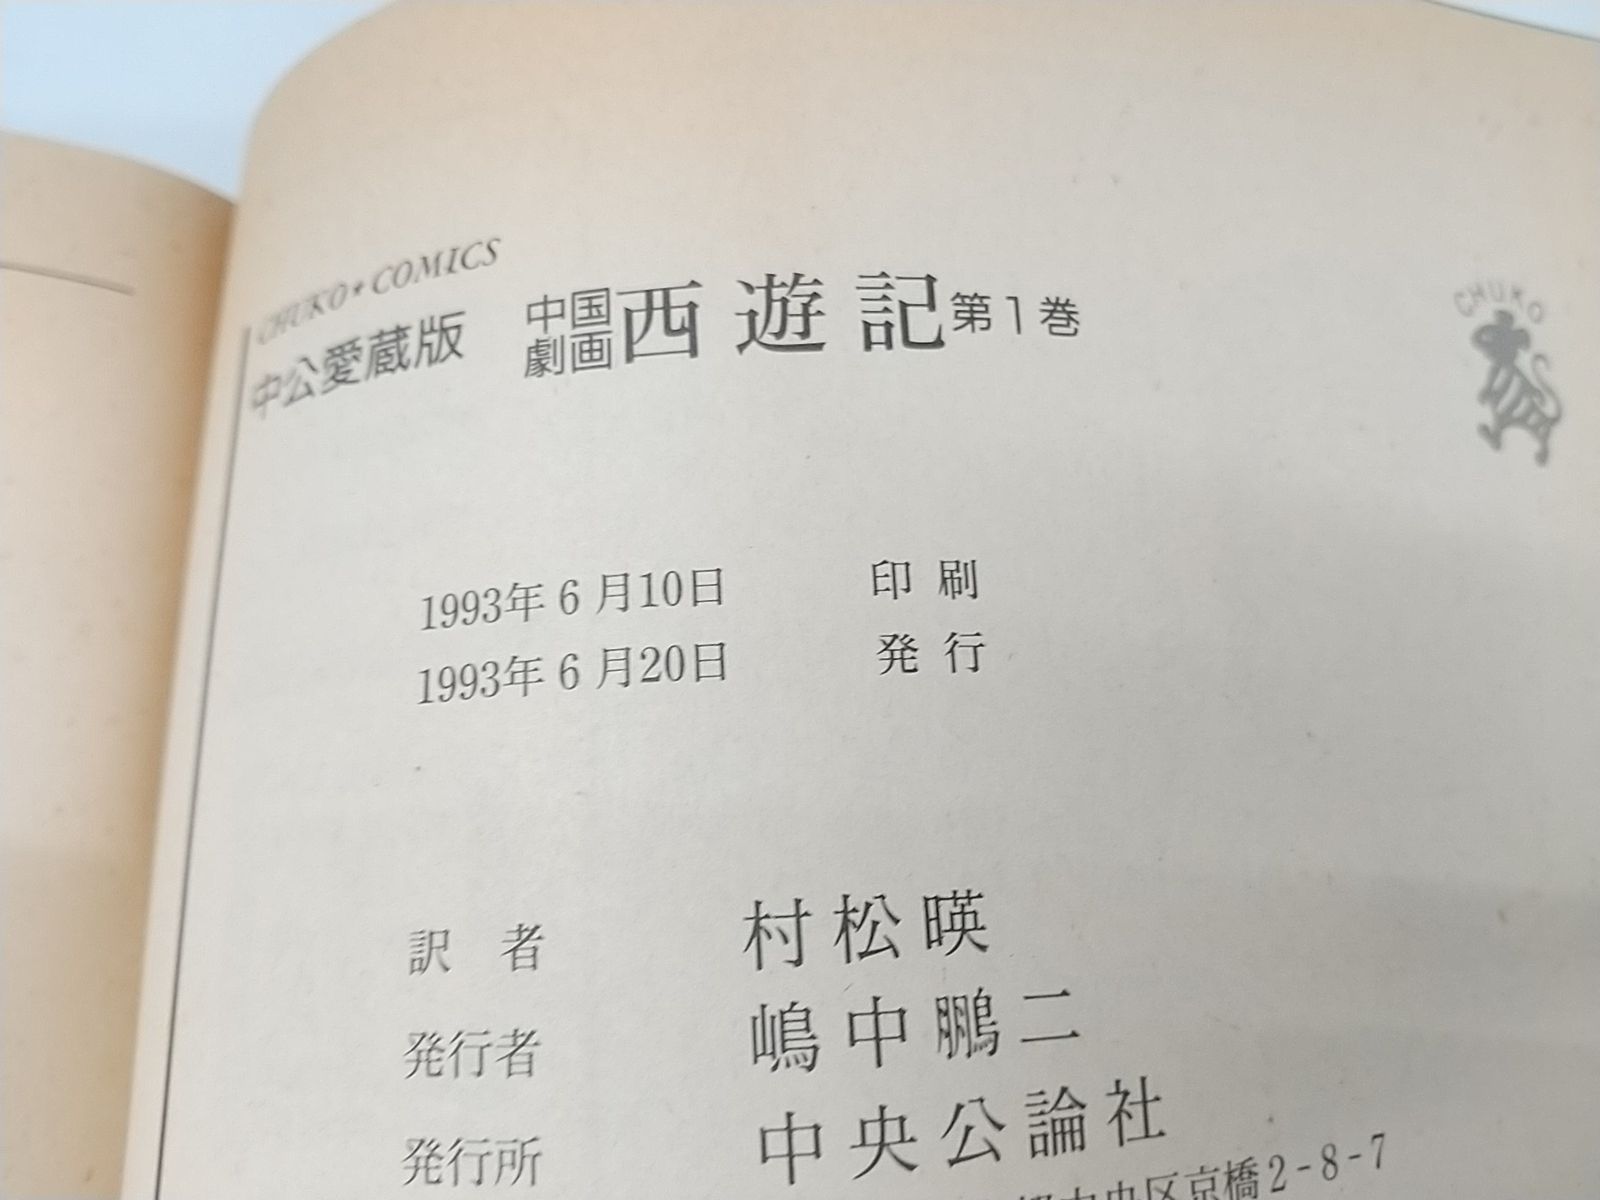 CHUKO★COMICS
中公愛蔵版 中国劇画 西遊記 第1巻
CHUKO
1993年6月10日 印刷
1993年6月20日 発行
訳者 村松暎
発行者 嶋中鵬二
発行所 中央公論社
中央区京橋2-8-7